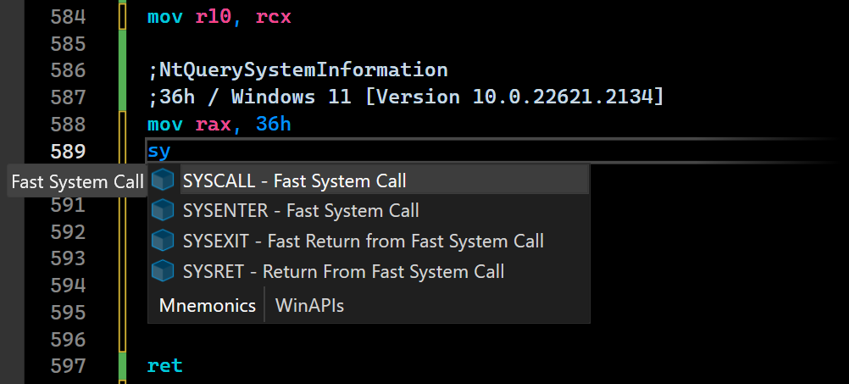 584 mov r10, rcx
585
586 ;NtQuerySystemInformation
587 ;36h / Windows 11 [Version 10.0.22621.2134]
588 mov rax, 36h
589 sy
Fast System Call
SYSCALL - Fast System Call
591
SYSENTER - Fast System Call
592
SYSEXIT - Fast Return from Fast System Call
593
SYSRET - Return From Fast System Call
594
Mnemonics WinAPIs
595
596
597 ret